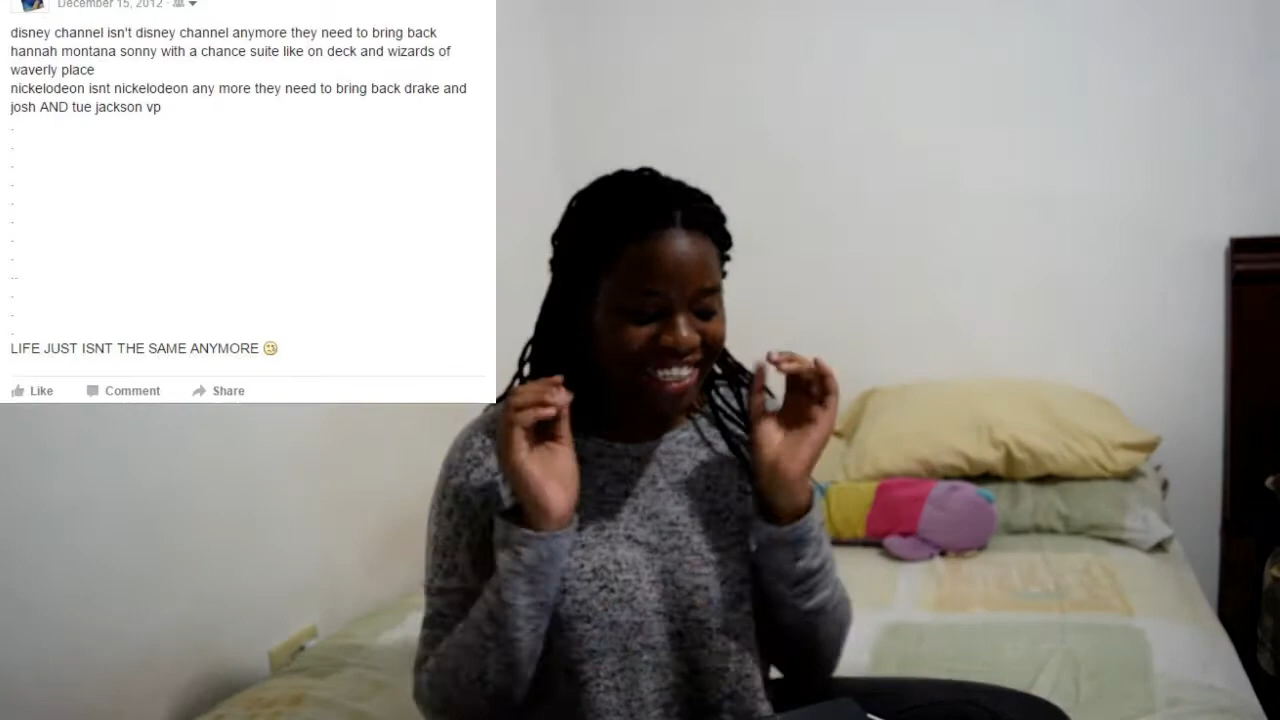 December 15, 2012 ·
disney channel isn't disney channel anymore they need to bring back
hannah montana sonny with a chance suite like on deck and wizards of
waverly place
nickelodeon isnt nickelodeon any more they need to bring back drake and
josh AND tue jackson vp
.
.
.
.
.
.
.
.
..
.
.
.
LIFE JUST ISNT THE SAME ANYMORE
Like Comment Share